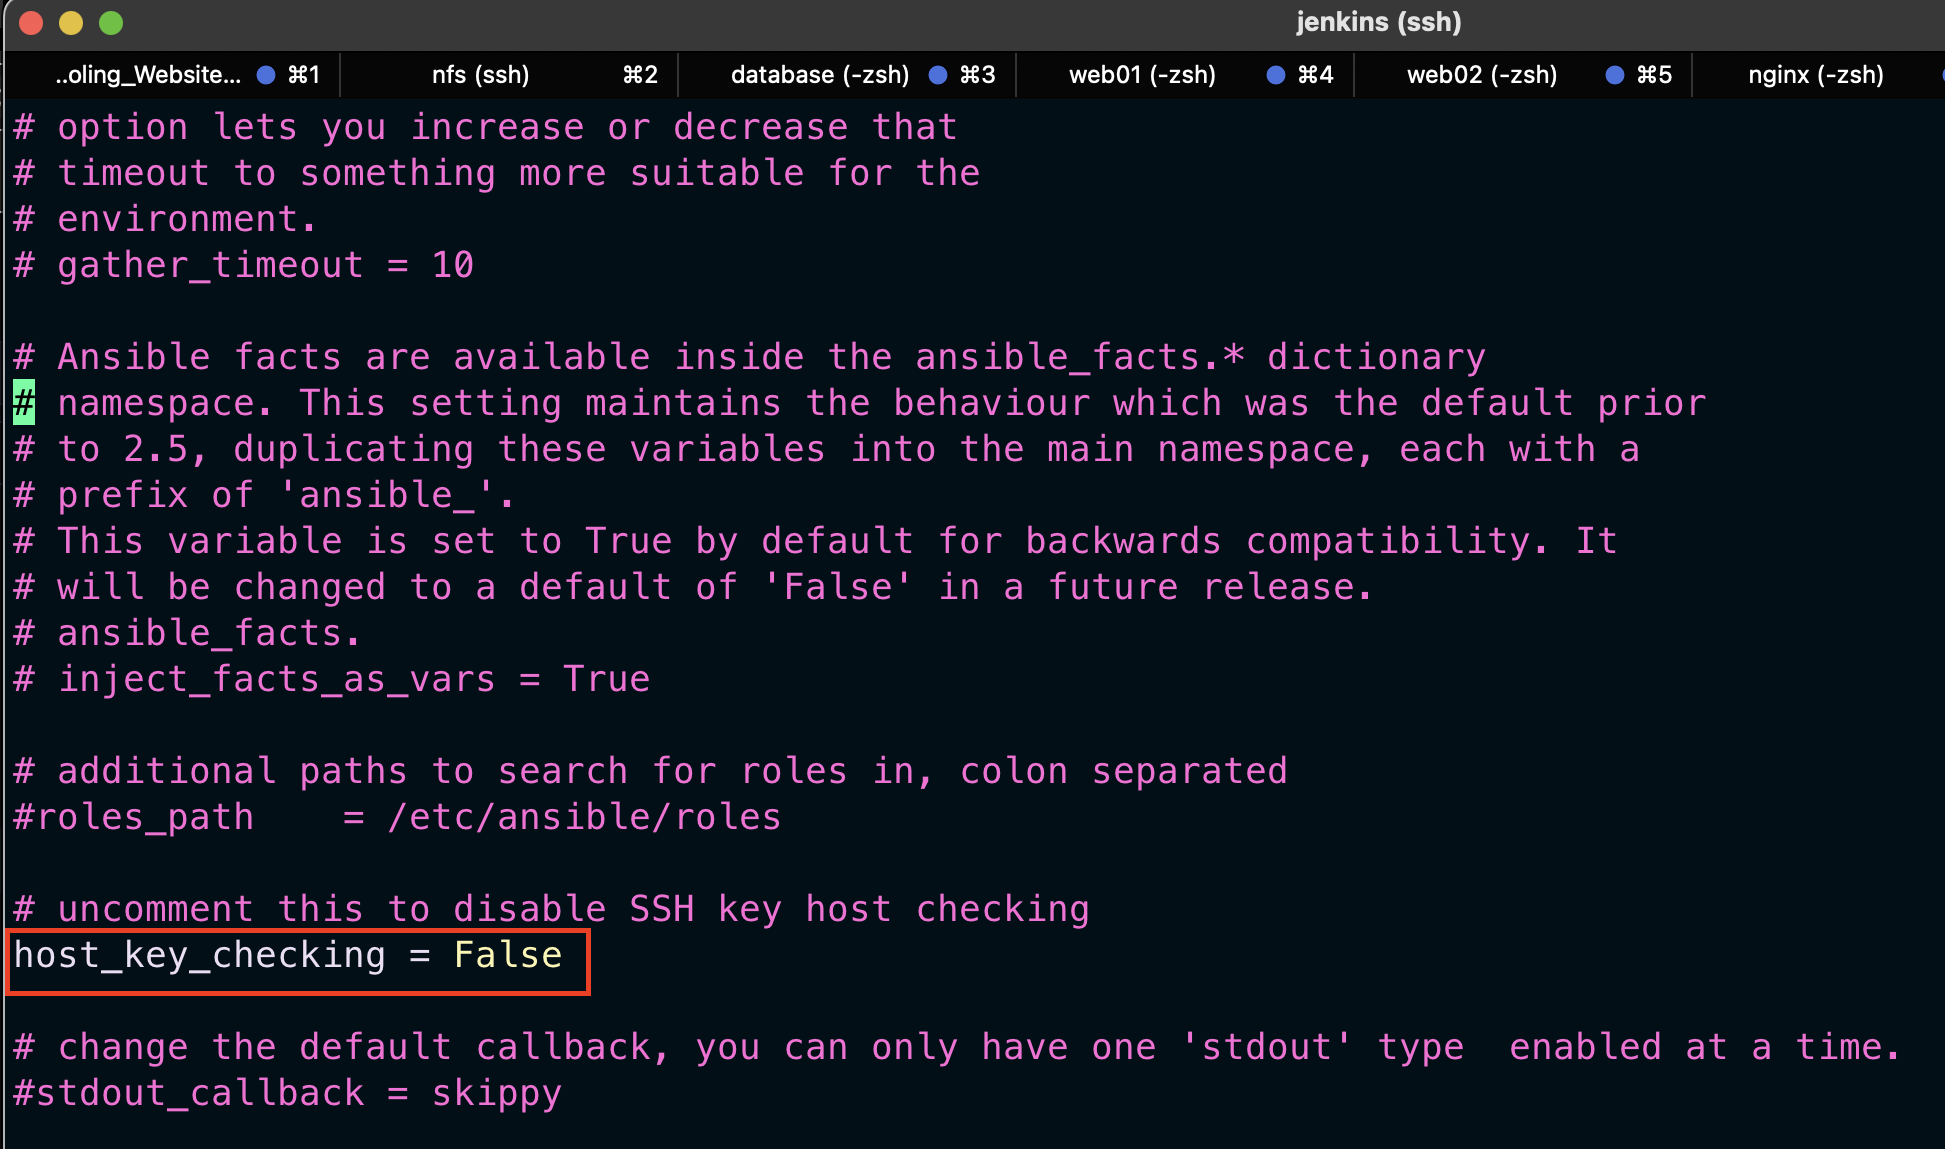 jenkins (ssh)
..oling_Website... ⌘1 nfs (ssh) ⌘2 database (-zsh) ⌘3 web01 (-zsh) ⌘4 web02 (-zsh) ⌘5 nginx (-zsh)
# option lets you increase or decrease that
# timeout to something more suitable for the
# environment.
# gather_timeout = 10
# Ansible facts are available inside the ansible_facts.* dictionary
# namespace. This setting maintains the behaviour which was the default prior
# to 2.5, duplicating these variables into the main namespace, each with a
# prefix of 'ansible_'.
# This variable is set to True by default for backwards compatibility. It
# will be changed to a default of 'False' in a future release.
# ansible_facts.
# inject_facts_as_vars = True
# additional paths to search for roles in, colon separated
#roles_path    = /etc/ansible/roles
# uncomment this to disable SSH key host checking
host_key_checking = False
# change the default callback, you can only have one 'stdout' type  enabled at a time.
#stdout_callback = skippy